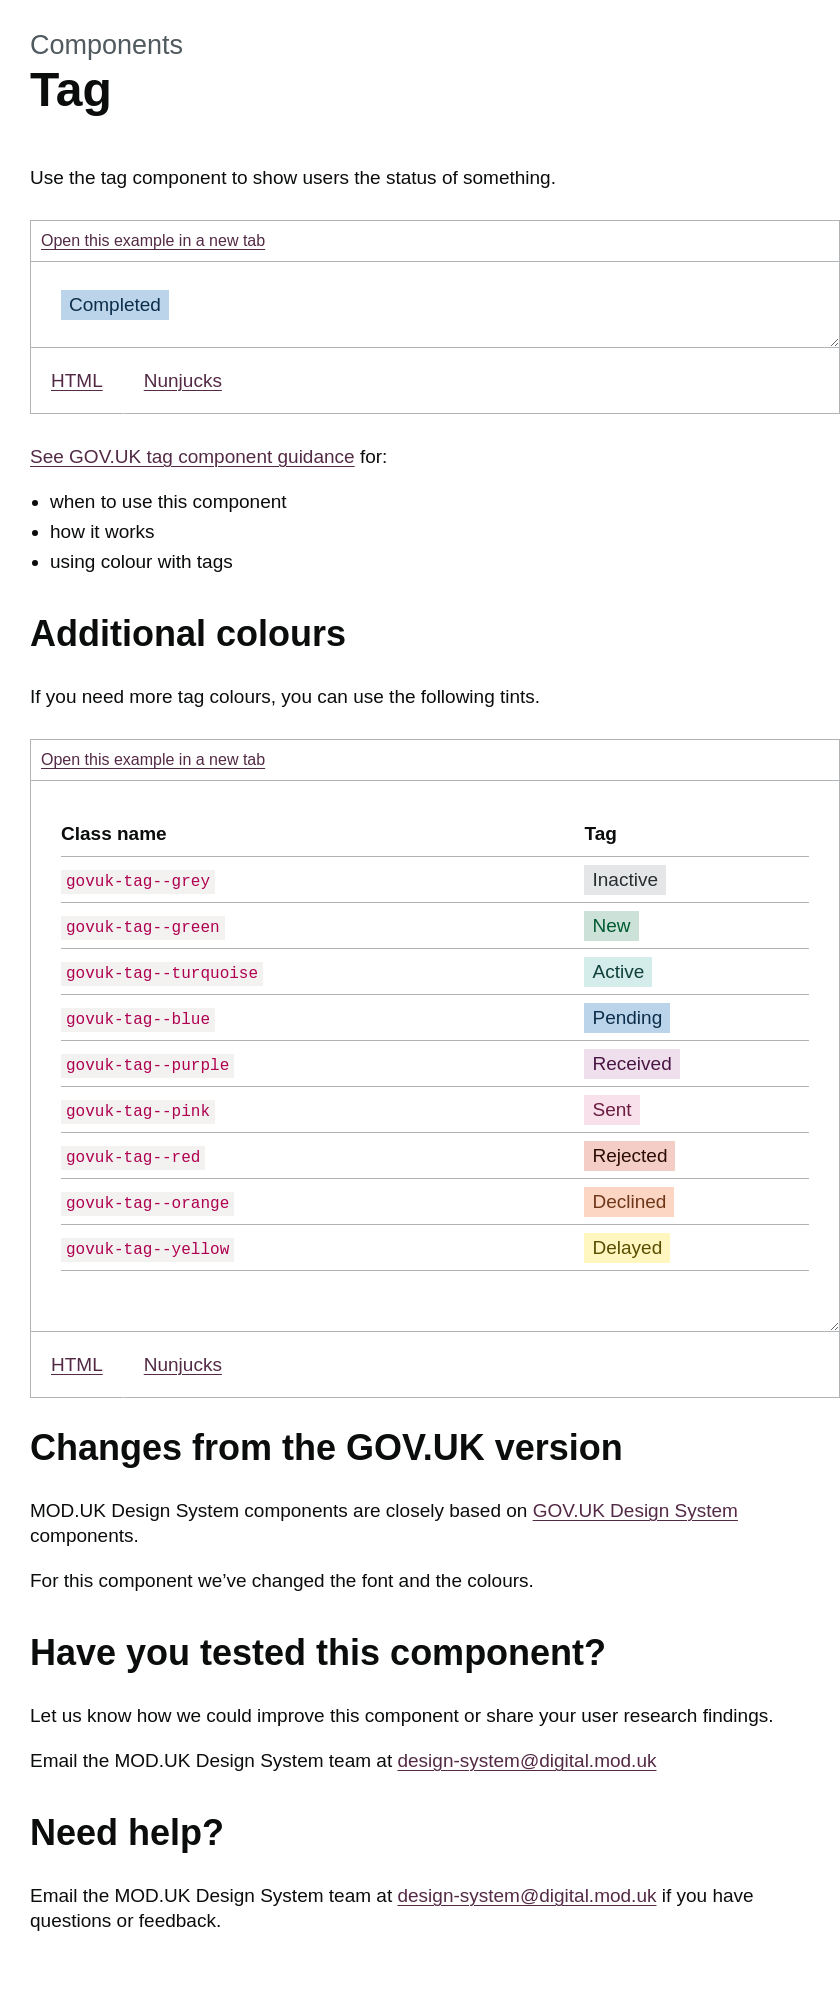 Components
Tag
Use the tag component to show users the status of something.
Open this example in a new tab
Completed
HTML Nunjucks
See GOV.UK tag component guidance for:
• when to use this component
• how it works
• using colour with tags
Additional colours
If you need more tag colours, you can use the following tints.
Open this example in a new tab
Class name Tag
govuk-tag--grey Inactive
govuk-tag--green New
govuk-tag--turquoise Active
govuk-tag--blue Pending
govuk-tag--purple Received
govuk-tag--pink Sent
govuk-tag--red Rejected
govuk-tag--orange Declined
govuk-tag--yellow Delayed
HTML Nunjucks
Changes from the GOV.UK version
MOD.UK Design System components are closely based on GOV.UK Design System
components.
For this component we’ve changed the font and the colours.
Have you tested this component?
Let us know how we could improve this component or share your user research findings.
Email the MOD.UK Design System team at design-system@digital.mod.uk
Need help?
Email the MOD.UK Design System team at design-system@digital.mod.uk if you have
questions or feedback.